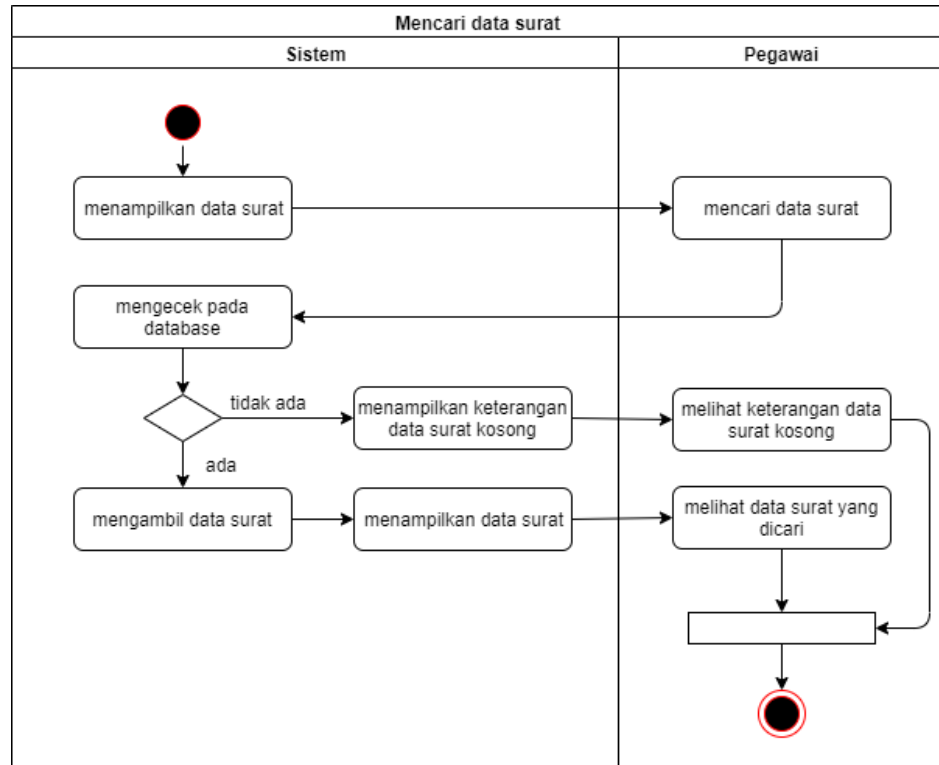 Mencari data surat
Sistem
Pegawai
menampilkan data surat
mencari data surat
mengecek pada
database
tidak ada
menampilkan keterangan
data surat kosong
melihat keterangan data
surat kosong
ada
mengambil data surat
menampilkan data surat
melihat data surat yang
dicari